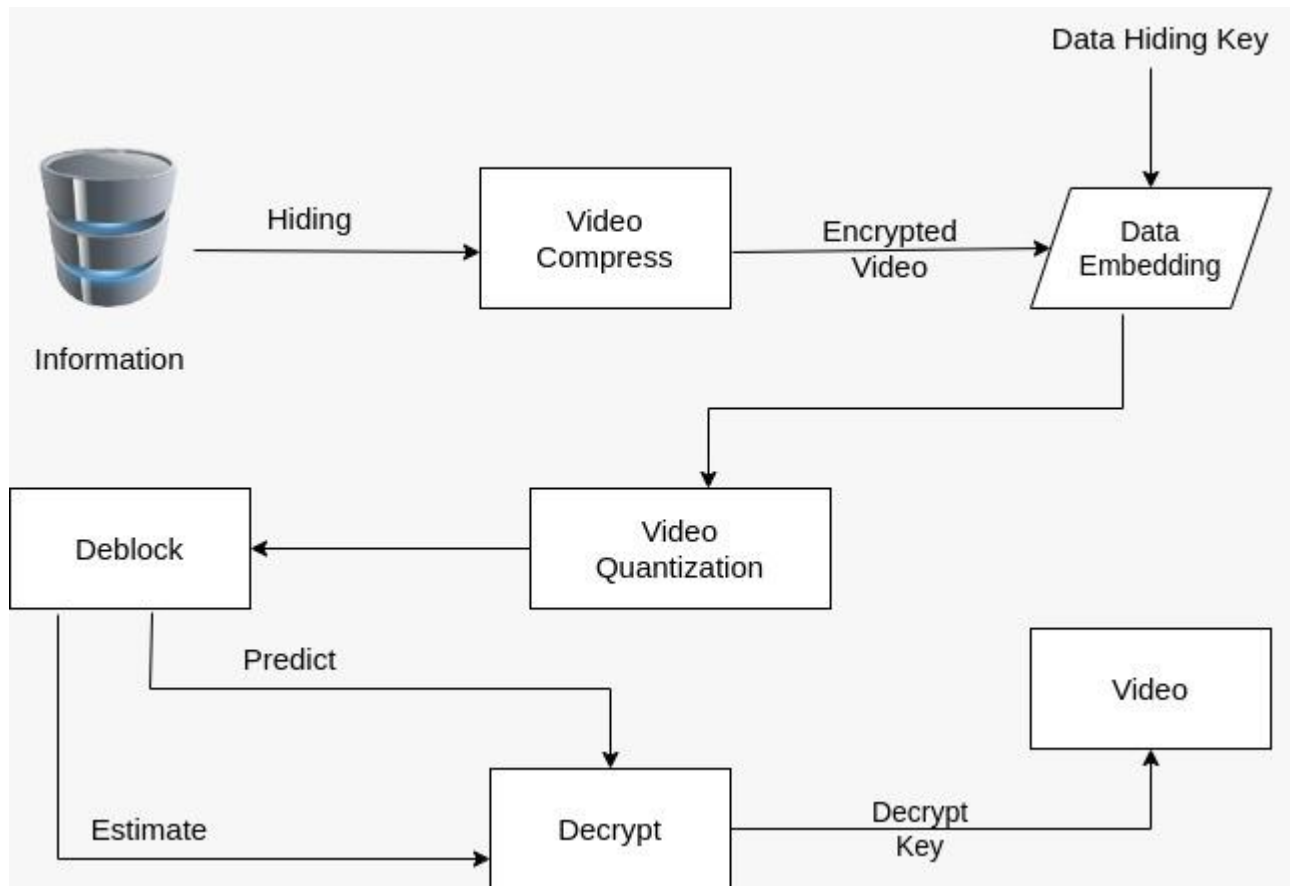 Data Hiding Key
Hiding
Video
Compress
Encrypted
Video
Data
Embedding
Information
Deblock
Video
Quantization
Predict
Video
Estimate
Decrypt
Decrypt
Key